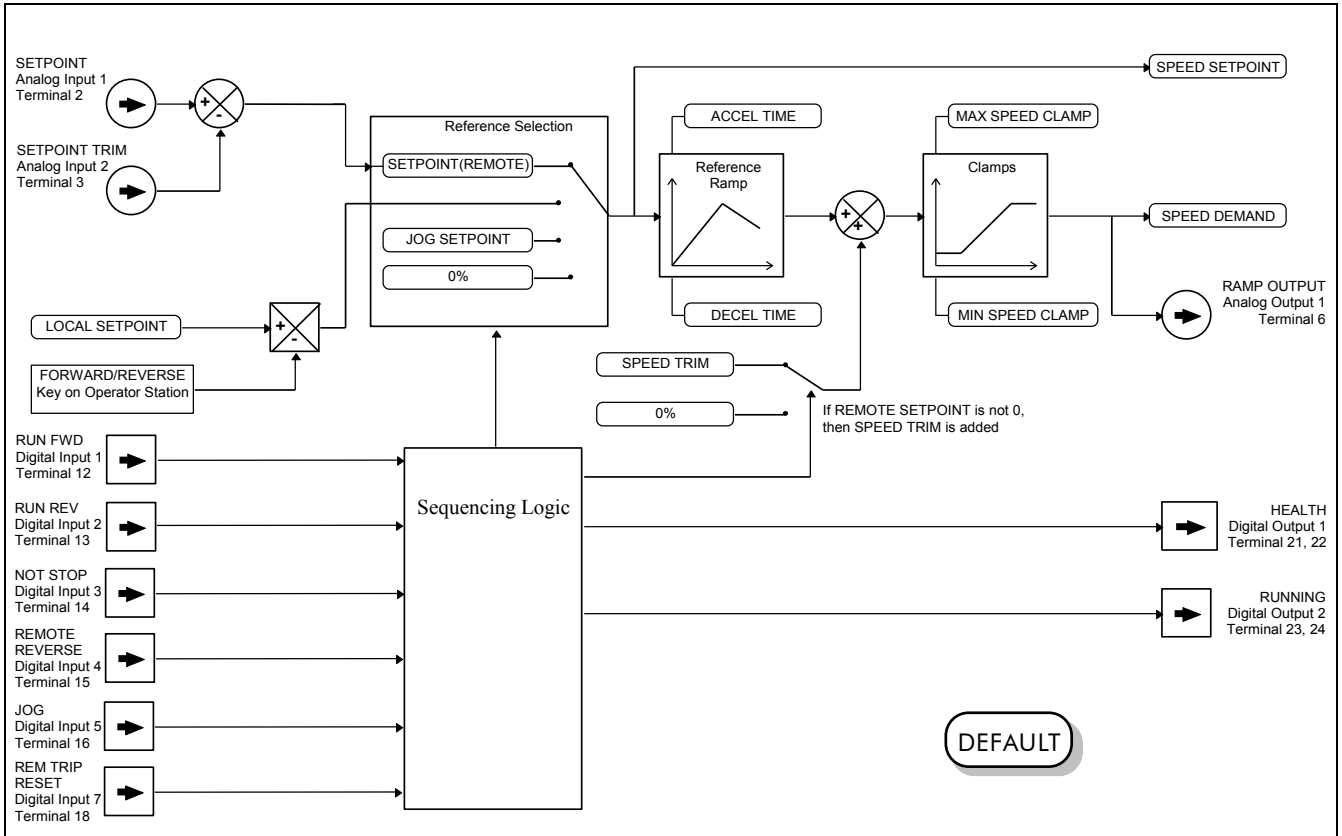 SETPOINT
Analog Input 1
Terminal 2
+
-
SETPOINT TRIM
Analog Input 2
Terminal 3
Reference Selection
SETPOINT(REMOTE)
JOG SETPOINT
0%
LOCAL SETPOINT
+
-
FORWARD/REVERSE
Key on Operator Station
SPEED SETPOINT
ACCEL TIME
Reference
Ramp
DECEL TIME
+
+
MAX SPEED CLAMP
Clamps
MIN SPEED CLAMP
SPEED DEMAND
RAMP OUTPUT
Analog Output 1
Terminal 6
SPEED TRIM
0%
If REMOTE SETPOINT is not 0,
then SPEED TRIM is added
RUN FWD
Digital Input 1
Terminal 12
RUN REV
Digital Input 2
Terminal 13
NOT STOP
Digital Input 3
Terminal 14
REMOTE
REVERSE
Digital Input 4
Terminal 15
JOG
Digital Input 5
Terminal 16
REM TRIP
RESET
Digital Input 7
Terminal 18
Sequencing Logic
HEALTH
Digital Output 1
Terminal 21, 22
RUNNING
Digital Output 2
Terminal 23, 24
DEFAULT